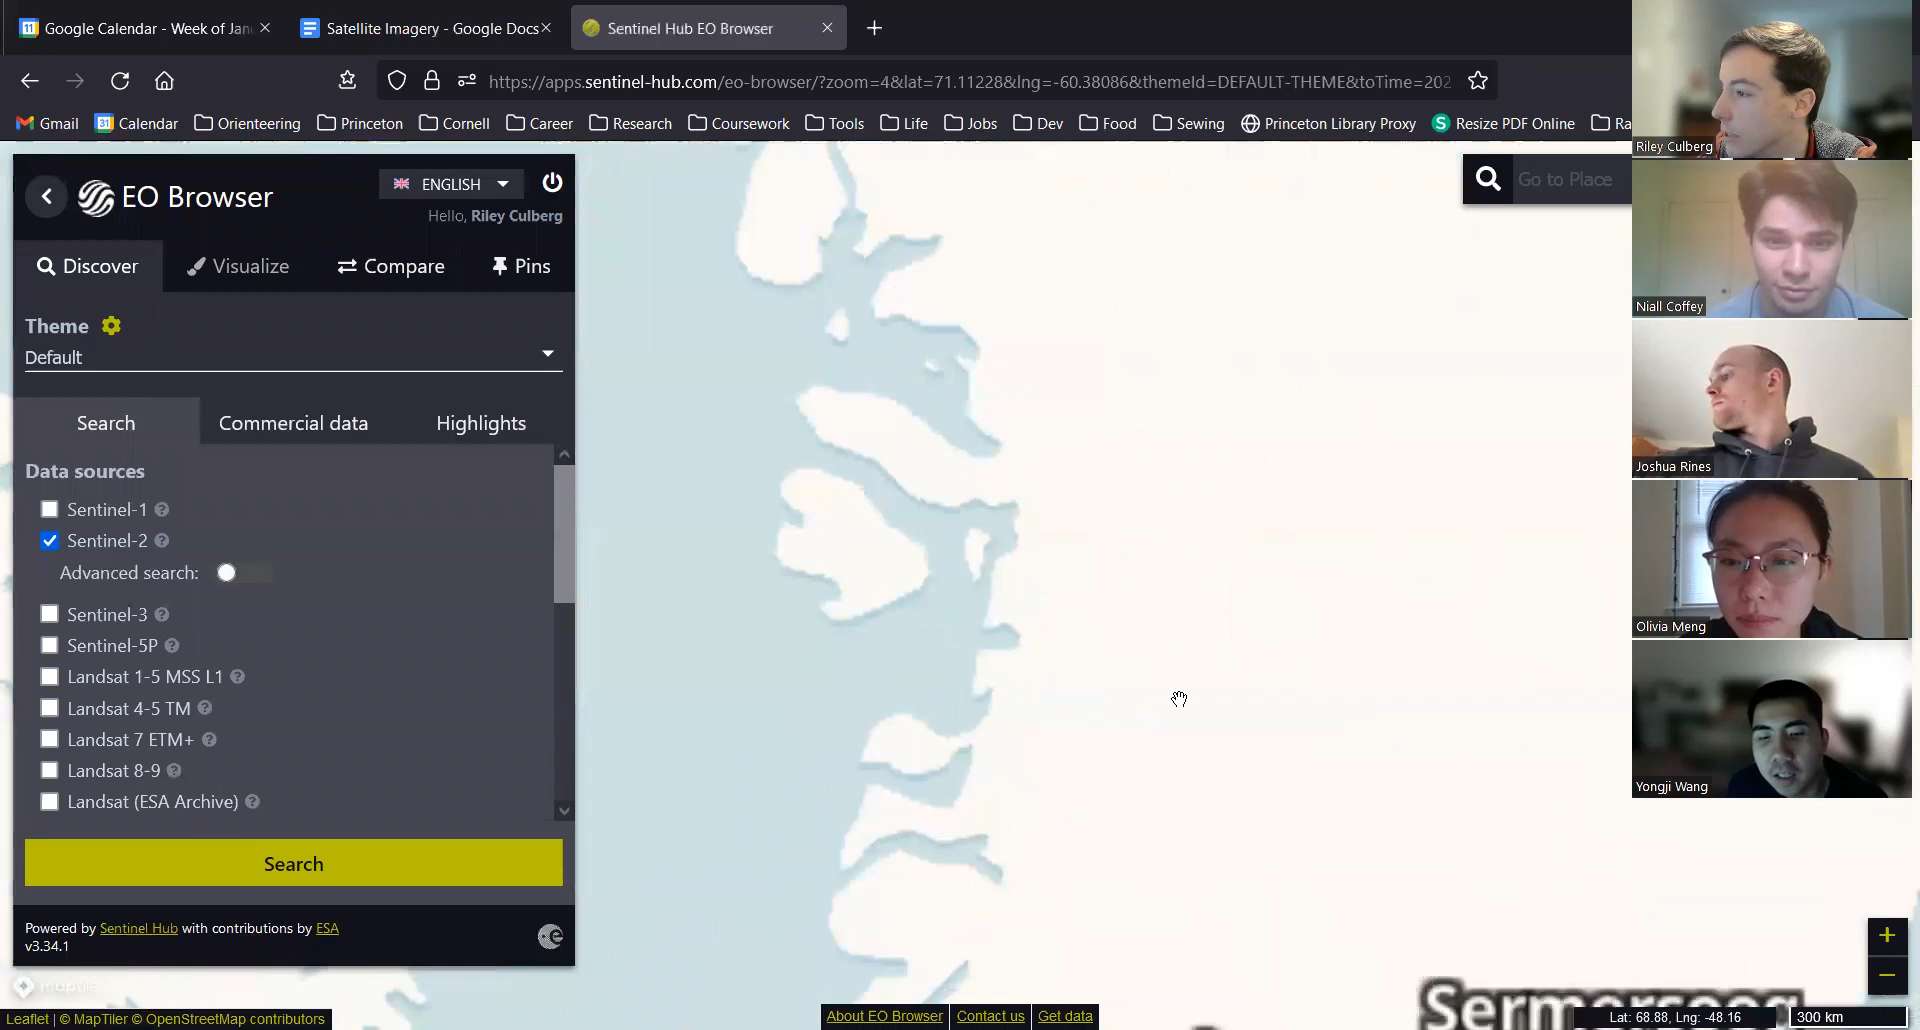 Google Calendar - Week of Jan
Satellite Imagery - Google Docs
Sentinel Hub EO Browser
https://apps.sentinel-hub.com/eo-browser/?zoom=4&lat=71.11228&lng=-60.38086&themeId=DEFAULT-THEME&toTime=202
Gmail
Calendar
Orienteering
Princeton
Cornell
Career
Research
Coursework
Tools
Life
Jobs
Dev
Food
Sewing
Princeton Library Proxy
Resize PDF Online
Ra
Riley Culberg
EO Browser
ENGLISH
Hello, Riley Culberg
Go to Place
Discover
Visualize
Compare
Pins
Niall Coffey
Theme
Default
Search
Commercial data
Highlights
Joshua Rines
Data sources
Sentinel-1
Sentinel-2
Advanced search:
Sentinel-3
Sentinel-5P
Olivia Meng
Landsat 1-5 MSS L1
Landsat 4-5 TM
Landsat 7 ETM+
Landsat 8-9
Landsat (ESA Archive)
Yongji Wang
Search
Powered by Sentinel Hub with contributions by ESA
v3.34.1
maptiler
Leaflet | © MapTiler © OpenStreetMap contributors
About EO Browser
Contact us
Get data
Sermersooq
Lat: 68.88, Lng: -48.16
300 km